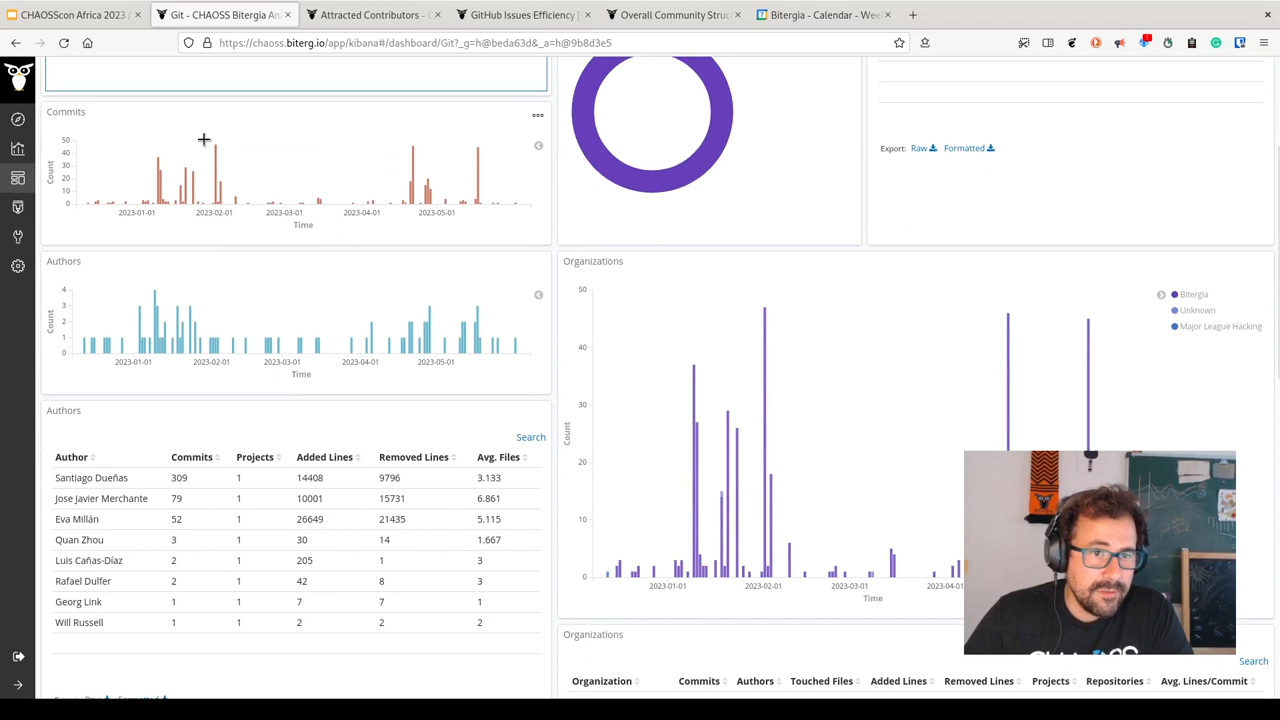 CHAOSScon Africa 2023 /
Git - CHAOSS Bitergia An
Attracted Contributors - C
GitHub Issues Efficiency [
Overall Community Struc
Bitergia - Calendar - Wee
https://chaoss.biterg.io/app/kibana#/dashboard/Git?_g=h@beda63d&_a=h@9b8d3e5
Commits
Count
50
40
30
20
10
0
2023-01-01
2023-02-01
2023-03-01
2023-04-01
2023-05-01
Time
Export: Raw Formatted
Authors
Count
4
3
2
1
0
2023-01-01
2023-02-01
2023-03-01
2023-04-01
2023-05-01
Time
Organizations
Count
50
40
30
20
10
0
2023-01-01
2023-02-01
2023-03-01
2023-04-01
Time
Bitergia
Unknown
Major League Hacking
Authors
Search
Author Commits Projects Added Lines Removed Lines Avg. Files
Santiago Dueñas 309 1 14408 9796 3.133
Jose Javier Merchante 79 1 10001 15731 6.861
Eva Millán 52 1 26649 21435 5.115
Quan Zhou 3 1 30 14 1.667
Luis Cañas-Díaz 2 1 205 1 3
Rafael Dulfer 2 1 42 8 3
Georg Link 1 1 7 7 1
Will Russell 1 1 2 2 2
Organizations
Search
Organization Commits Authors Touched Files Added Lines Removed Lines Projects Repositories Avg. Lines/Commit